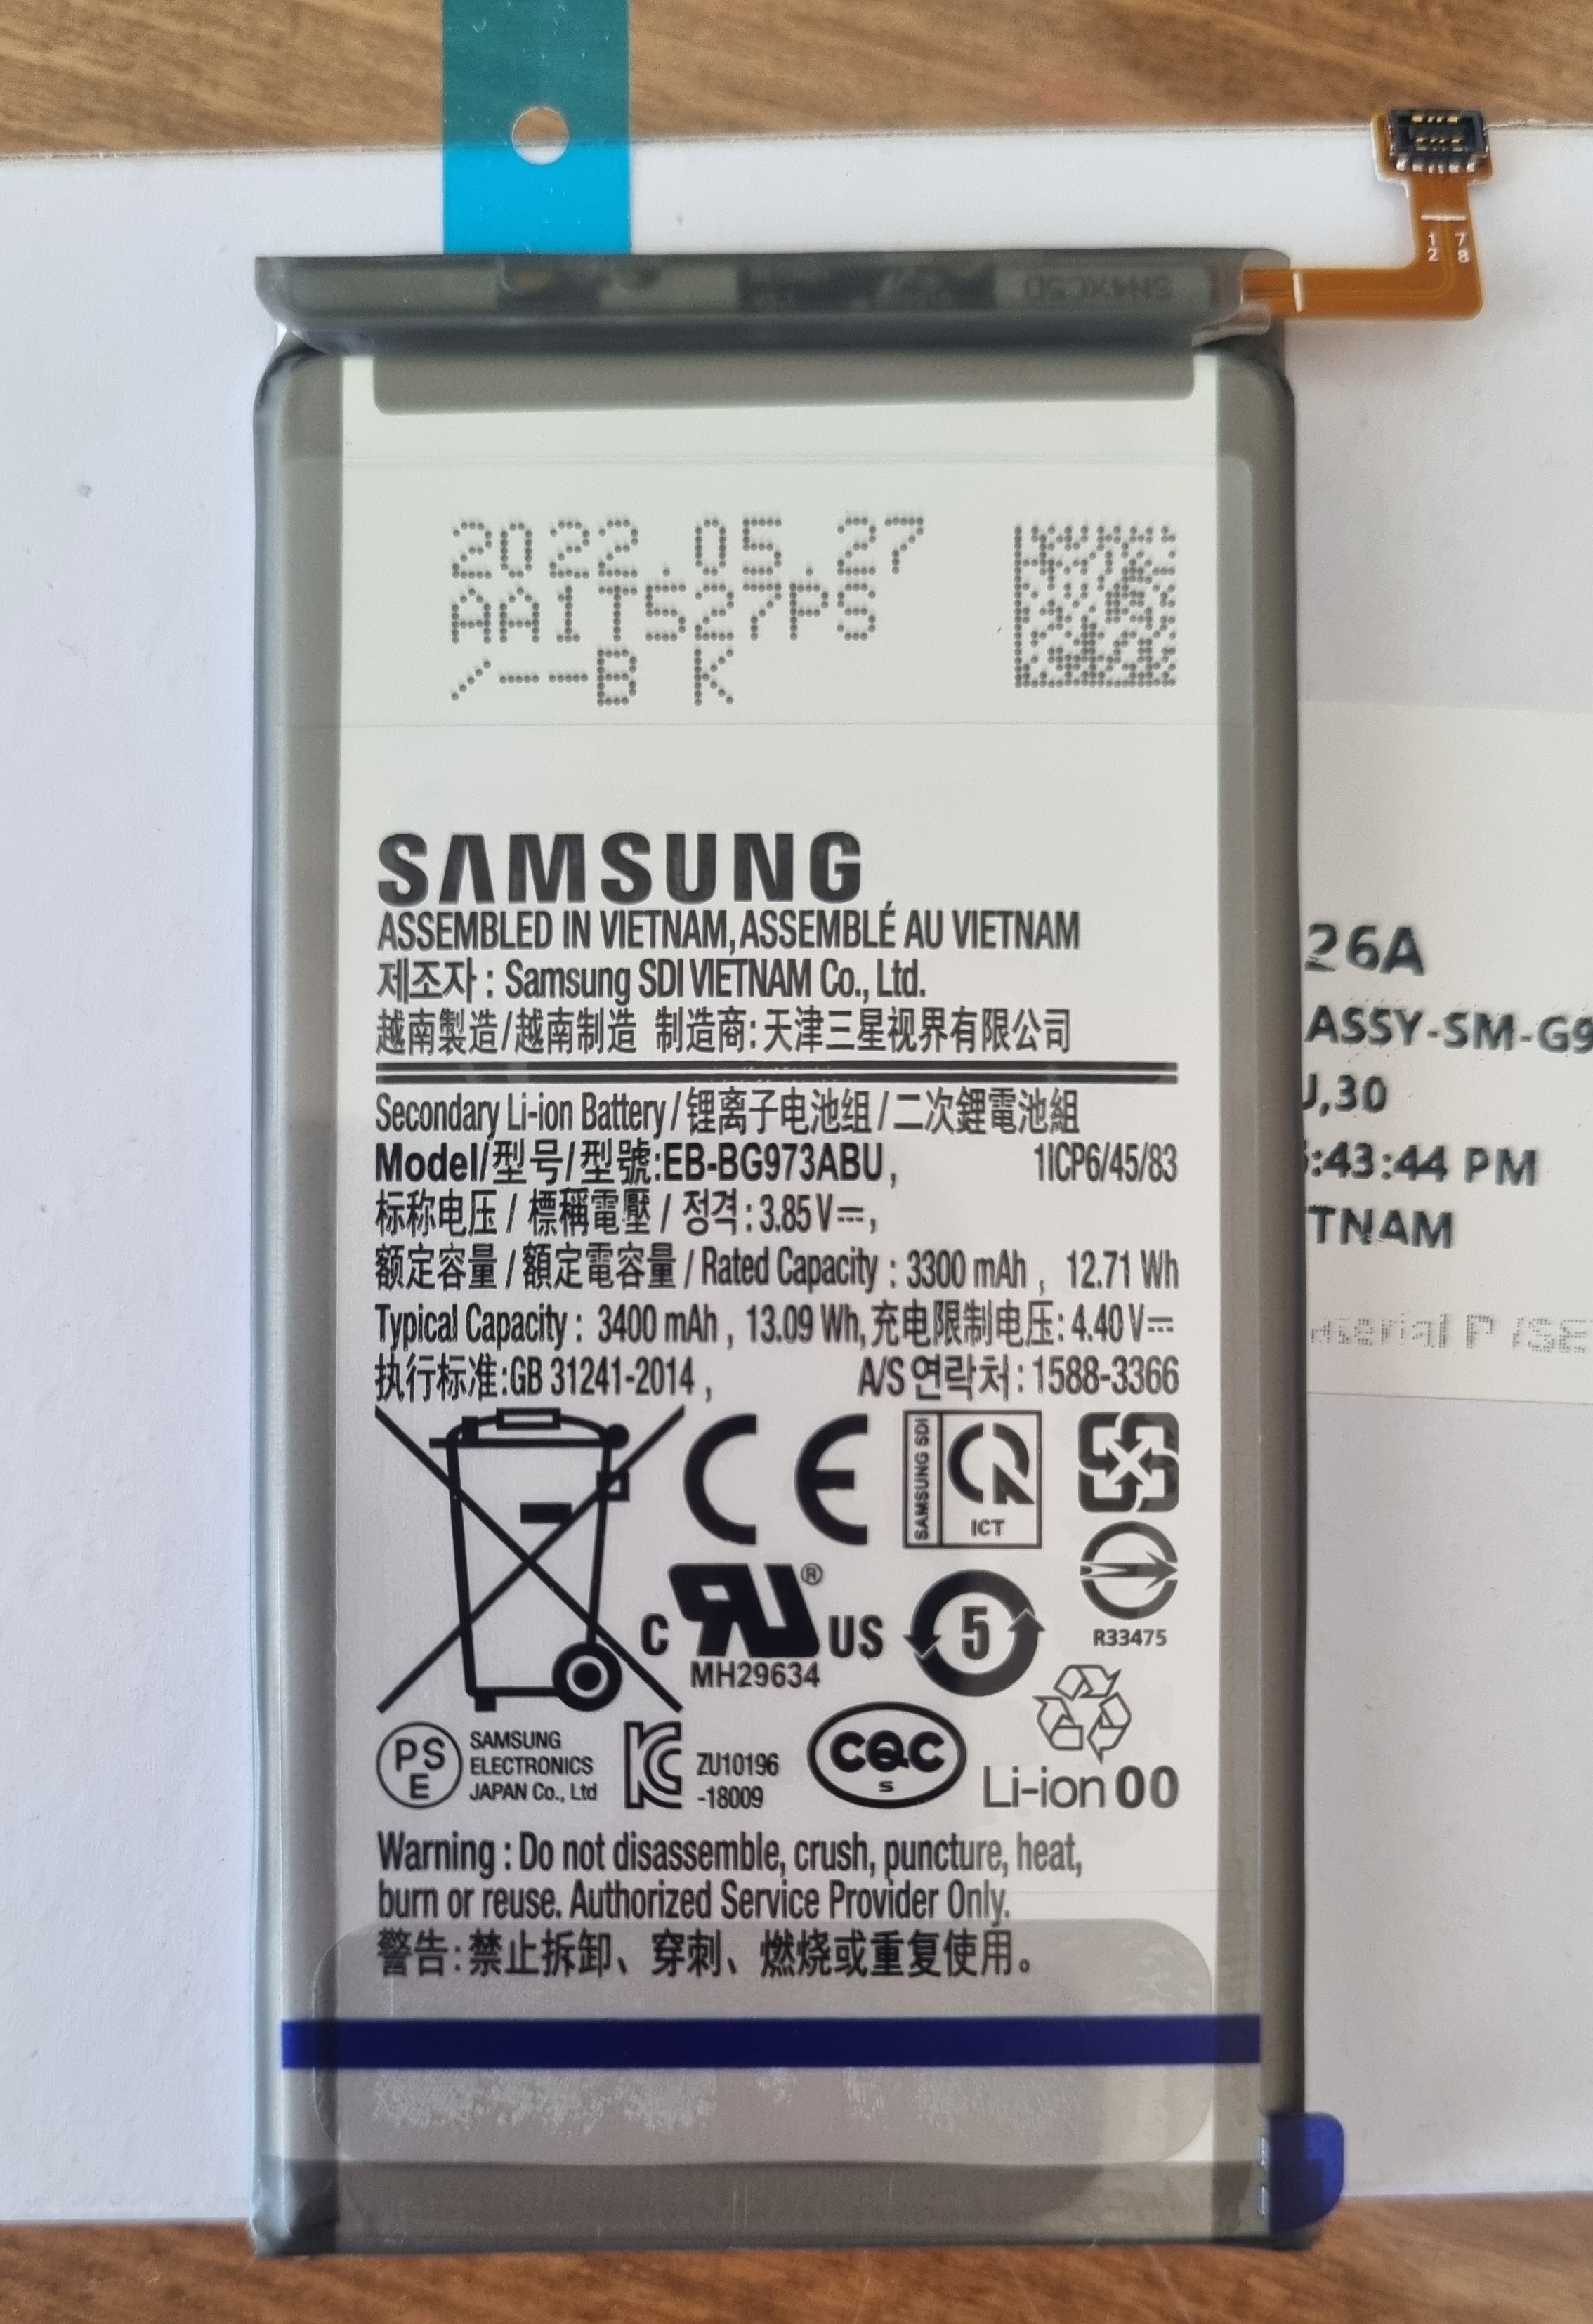 12
78
SN4XC5D
2022.05.27
AA1T527PS
/--B K
SAMSUNG
ASSEMBLED IN VIETNAM, ASSEMBLÉ AU VIETNAM
제조자 : Samsung SDI VIETNAM Co., Ltd.
越南製造/越南制造 制造商:天津三星视界有限公司
Secondary Li-ion Battery/锂离子电池组/二次鋰電池組
Model/型号/型號:EB-BG973ABU, 1ICP6/45/83
标称电压 / 標稱電壓 / 정격 : 3.85 V⎓,
额定容量 / 額定電容量 / Rated Capacity : 3300 mAh , 12.71 Wh
Typical Capacity : 3400 mAh , 13.09 Wh,充电限制电压: 4.40 V⎓
执行标准:GB 31241-2014 , A/S 연락처 : 1588-3366
CE
SAMSUNG SDI
ICT
C RU® US
MH29634
5
R33475
PSE
SAMSUNG
ELECTRONICS
JAPAN Co., Ltd
KC
ZU10196
-18009
CQC
S
Li-ion 00
Warning : Do not disassemble, crush, puncture, heat,
burn or reuse. Authorized Service Provider Only.
警告: 禁止拆卸、穿刺、燃烧或重复使用。
26A
ASSY-SM-G9
,30
:43:44 PM
TNAM